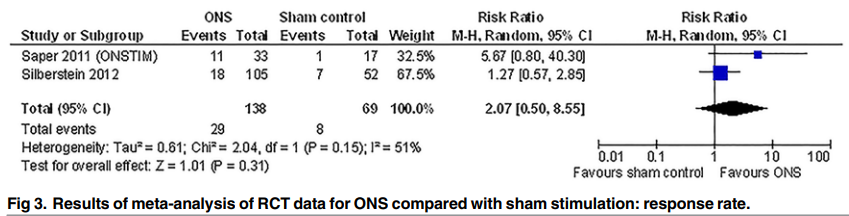 ONS Sham control Risk Ratio Risk Ratio
Study or Subgroup Events Total Events Total Weight M-H, Random, 95% CI M-H, Random, 95% CI
Saper 2011 (ONSTIM) 11 33 1 17 32.5% 5.67 [0.80, 40.30]
Silberstein 2012 18 105 7 52 67.5% 1.27 [0.57, 2.85]
Total (95% CI) 138 69 100.0% 2.07 [0.50, 8.55]
Total events 29 8
Heterogeneity: Tau² = 0.61; Chi² = 2.04, df = 1 (P = 0.15); I² = 51%
Test for overall effect: Z = 1.01 (P = 0.31)
0.01 0.1 1 10 100
Favours sham control Favours ONS
Fig 3. Results of meta-analysis of RCT data for ONS compared with sham stimulation: response rate.